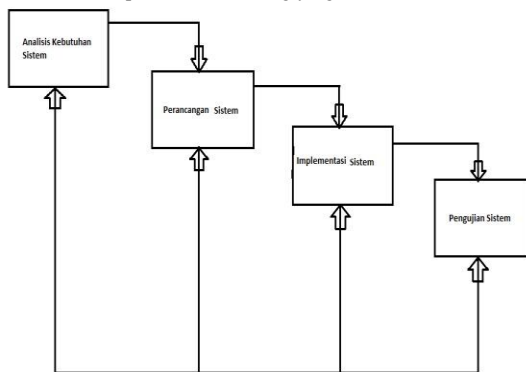 Analisis Kebutuhan
Sistem
Perancangan Sistem
Implementasi Sistem
Pengujian Sistem